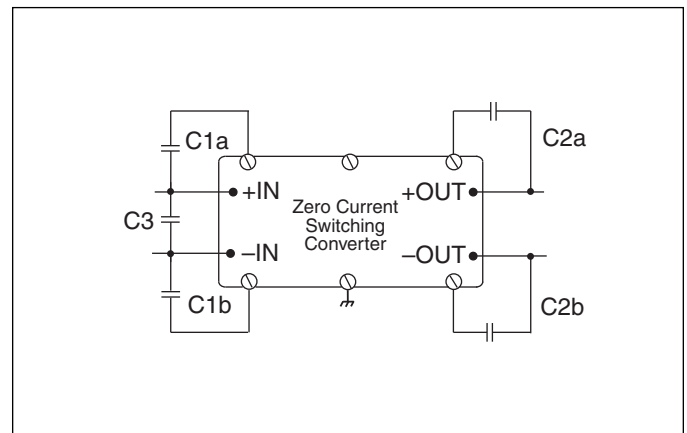 C1a
C2a
+IN
+OUT
Zero Current
Switching
Converter
C3
–IN
–OUT
C1b
C2b